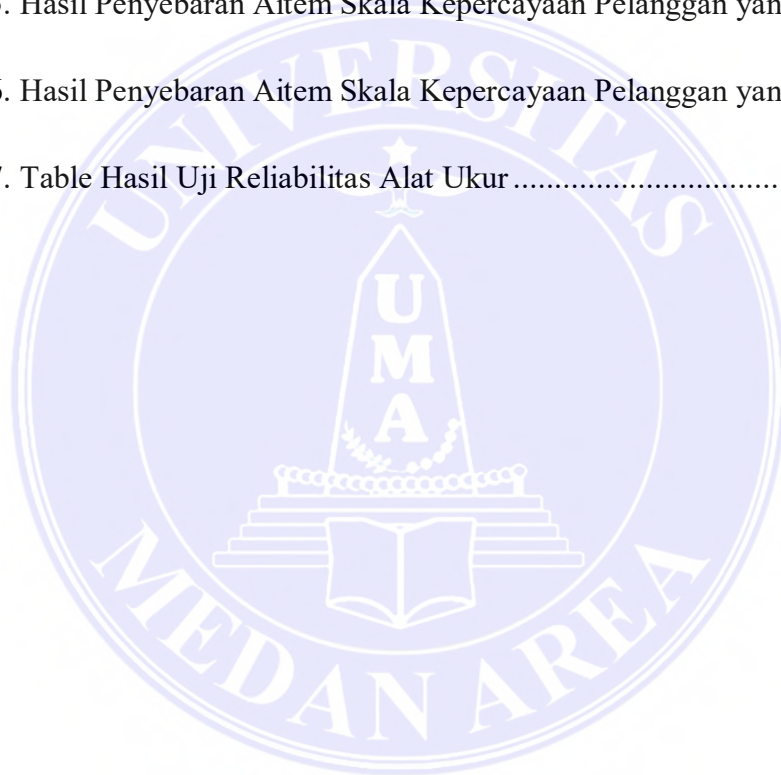 . Hasil Penyebaran Aitem Skala Kepercayaan Pelanggan yan
. Hasil Penyebaran Aitem Skala Kepercayaan Pelanggan yan
. Table Hasil Uji Reliabilitas Alat Ukur ................................
UNIVERSITAS
U
M
A
MEDAN AREA